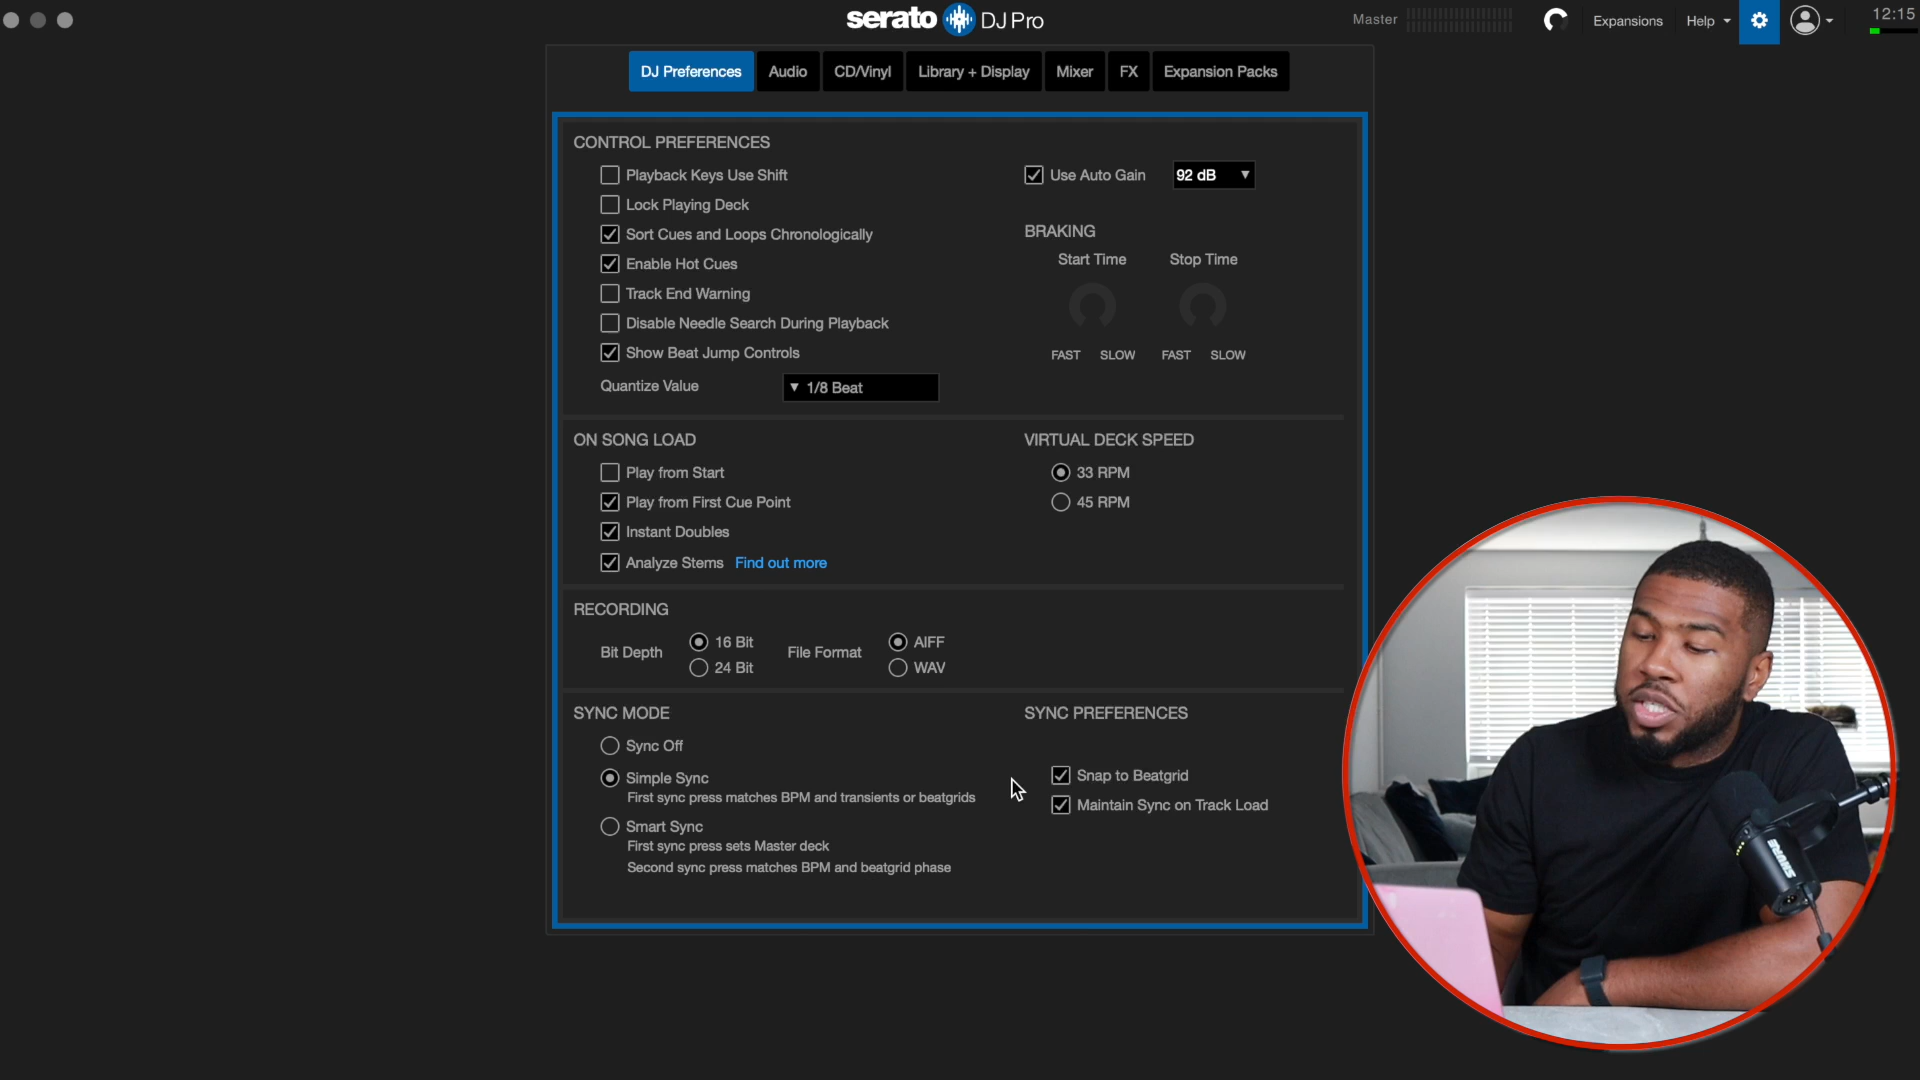 serato DJ Pro
Master
Expansions
Help
12:15
DJ Preferences
Audio
CD/Vinyl
Library + Display
Mixer
FX
Expansion Packs
CONTROL PREFERENCES
Playback Keys Use Shift
Lock Playing Deck
Sort Cues and Loops Chronologically
Enable Hot Cues
Track End Warning
Disable Needle Search During Playback
Show Beat Jump Controls
Quantize Value
1/8 Beat
Use Auto Gain
92 dB
BRAKING
Start Time
Stop Time
FAST SLOW
FAST SLOW
ON SONG LOAD
Play from Start
Play from First Cue Point
Instant Doubles
Analyze Stems Find out more
VIRTUAL DECK SPEED
33 RPM
45 RPM
RECORDING
Bit Depth
16 Bit
24 Bit
File Format
AIFF
WAV
SYNC MODE
Sync Off
Simple Sync
First sync press matches BPM and transients or beatgrids
Smart Sync
First sync press sets Master deck
Second sync press matches BPM and beatgrid phase
SYNC PREFERENCES
Snap to Beatgrid
Maintain Sync on Track Load
SHURE